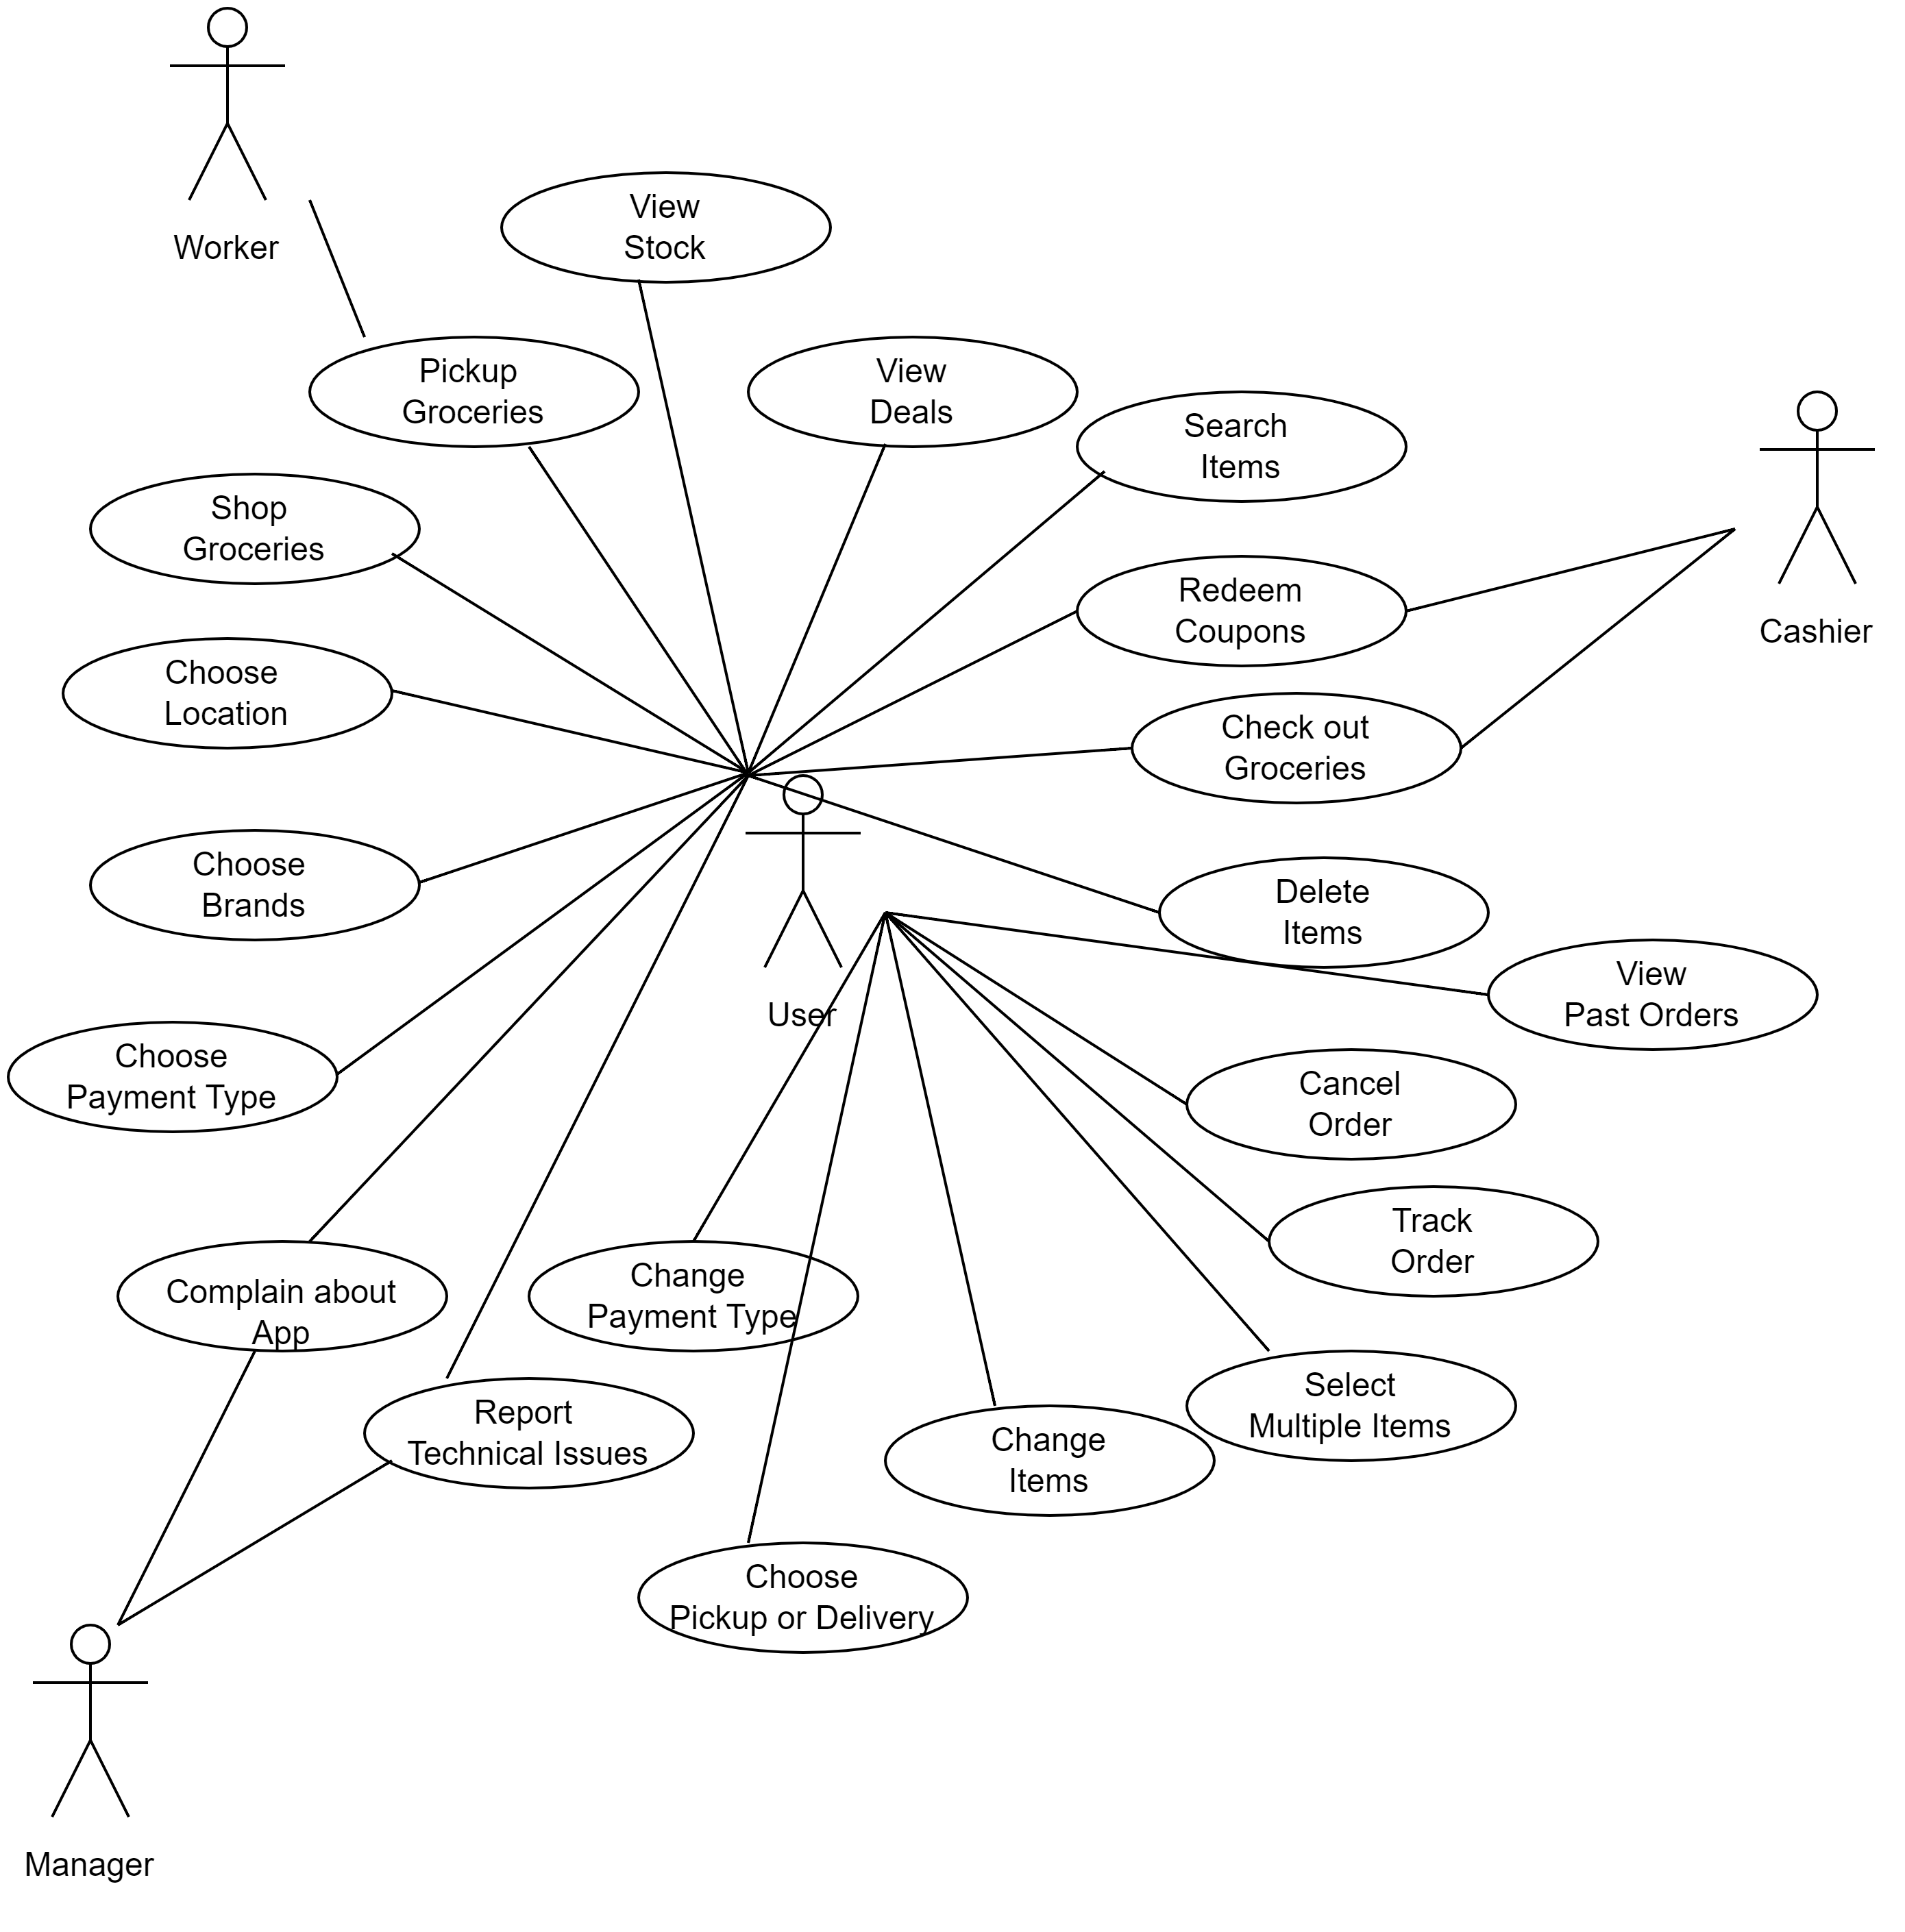 Worker
View
Stock
Pickup
Groceries
View
Deals
Search
Items
Shop
Groceries
Redeem
Coupons
Cashier
Choose
Location
Check out
Groceries
Choose
Brands
Delete
Items
User
View
Past Orders
Choose
Payment Type
Cancel
Order
Track
Order
Complain about
App
Change
Payment Type
Select
Multiple Items
Report
Technical Issues
Change
Items
Choose
Pickup or Delivery
Manager